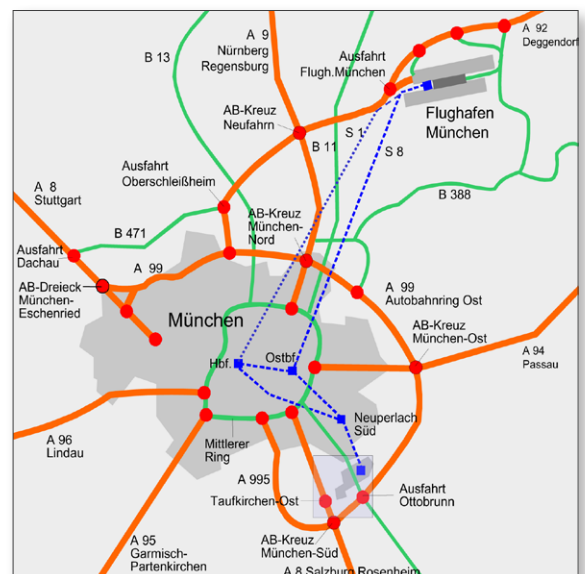 A 9
Nürnberg
Regensburg
B 13
Ausfahrt
Flugh.München
A 92
Deggendorf
AB-Kreuz
Neufahrn
Flughafen
München
S 1
B 11
S 8
Ausfahrt
Oberschleißheim
A 8
Stuttgart
B 388
B 471
AB-Kreuz
München-
Nord
Ausfahrt
Dachau
A 99
AB-Dreieck
München-
Eschenried
A 99
Autobahnring Ost
München
AB-Kreuz
München-Ost
A 94
Passau
Hbf.
Ostbf.
Neuperlach
Süd
Mittlerer
Ring
A 96
Lindau
A 995
Taufkirchen-Ost
Ausfahrt
Ottobrunn
A 95
Garmisch-
Partenkirchen
AB-Kreuz
München-Süd
A 8 Salzburg Rosenheim